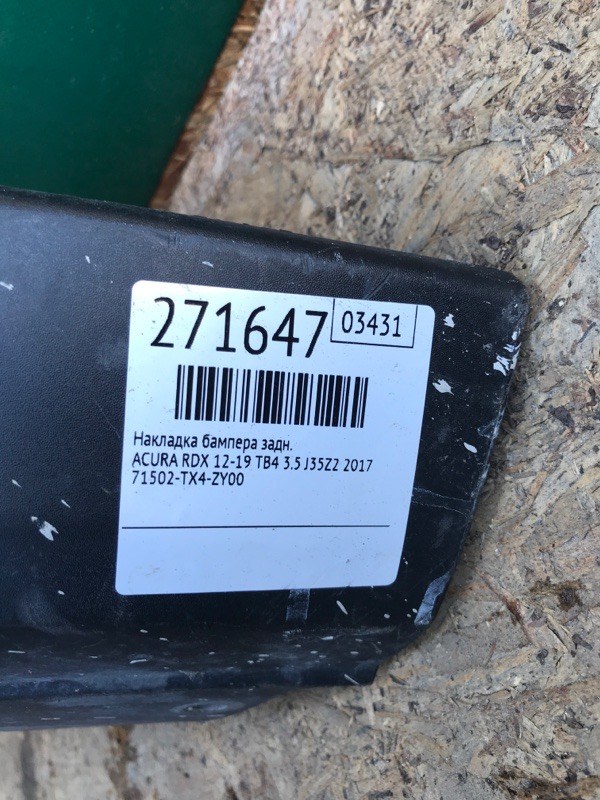 271647
03431
Накладка бампера задн.
ACURA RDX 12-19 TB4 3.5 J35Z2 2017
71502-TX4-ZY00